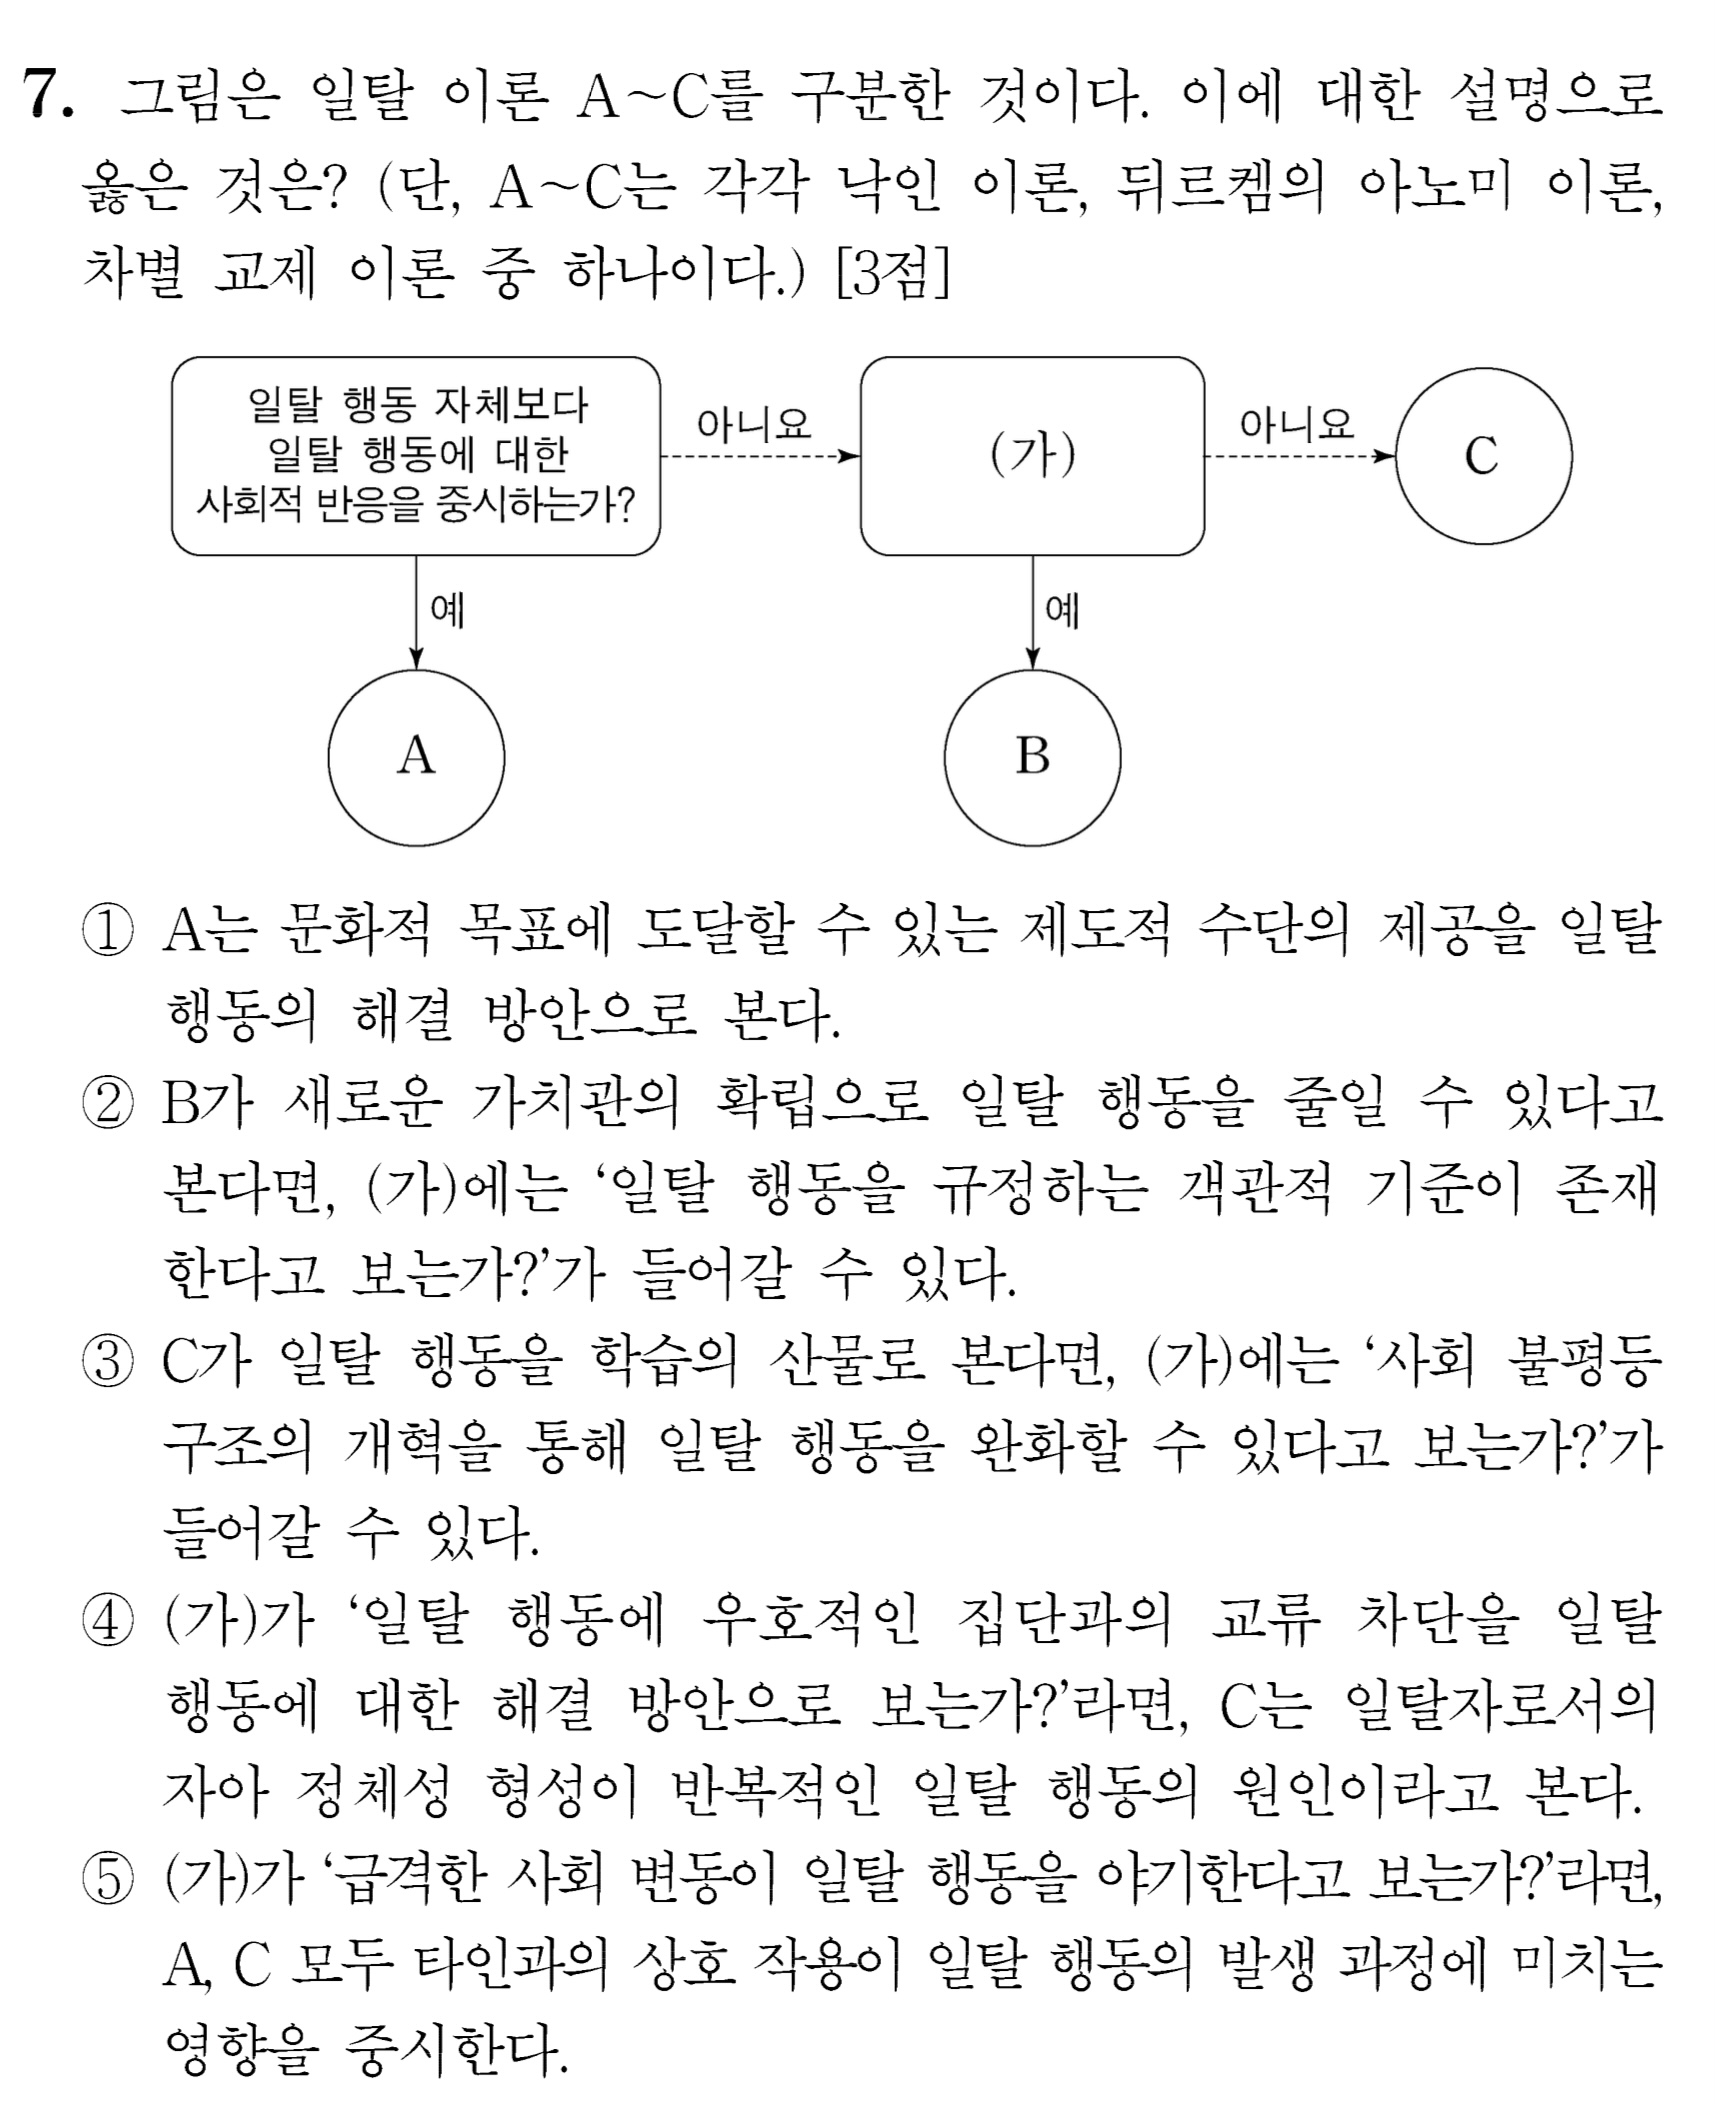 7. 그림은 일탈 이론 A~C를 구분한 것이다. 이에 대한 설명으로
옳은 것은? (단, A~C는 각각 낙인 이론, 뒤르켐의 아노미 이론,
차별 교제 이론 중 하나이다.) [3점]
일탈 행동 자체보다
일탈 행동에 대한
사회적 반응을 중시하는가?
아니요
(가)
아니요
C
예
예
A
B
① A는 문화적 목표에 도달할 수 있는 제도적 수단의 제공을 일탈
행동의 해결 방안으로 본다.
② B가 새로운 가치관의 확립으로 일탈 행동을 줄일 수 있다고
본다면, (가)에는 ‘일탈 행동을 규정하는 객관적 기준이 존재
한다고 보는가?’가 들어갈 수 있다.
③ C가 일탈 행동을 학습의 산물로 본다면, (가)에는 ‘사회 불평등
구조의 개혁을 통해 일탈 행동을 완화할 수 있다고 보는가?’가
들어갈 수 있다.
④ (가)가 ‘일탈 행동에 우호적인 집단과의 교류 차단을 일탈
행동에 대한 해결 방안으로 보는가?’라면, C는 일탈자로서의
자아 정체성 형성이 반복적인 일탈 행동의 원인이라고 본다.
⑤ (가)가 ‘급격한 사회 변동이 일탈 행동을 야기한다고 보는가?’라면,
A, C 모두 타인과의 상호 작용이 일탈 행동의 발생 과정에 미치는
영향을 중시한다.